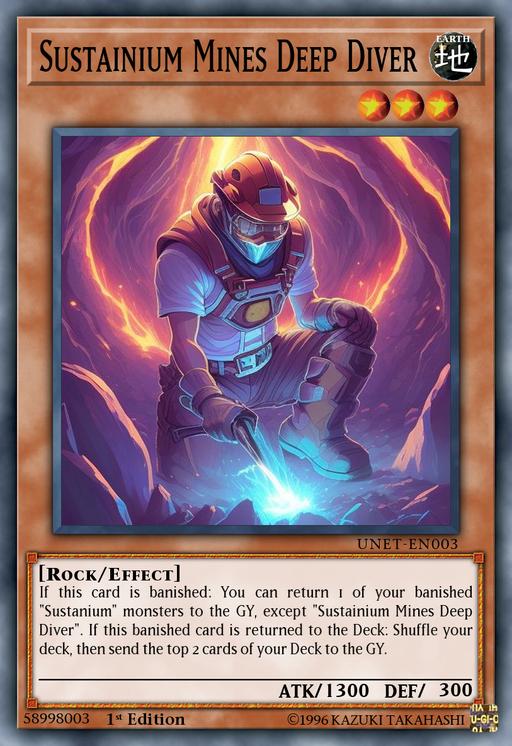 SUSTAINIUM MINES DEEP DIVER
EARTH
地
UNET-EN003
[ROCK/EFFECT]
If this card is banished: You can return 1 of your banished
"Sustanium" monsters to the GY, except "Sustainium Mines Deep
Diver". If this banished card is returned to the Deck: Shuffle your
deck, then send the top 2 cards of your Deck to the GY.
ATK/1300 DEF/ 300
58998003 1st Edition ©1996 KAZUKI TAKAHASHI